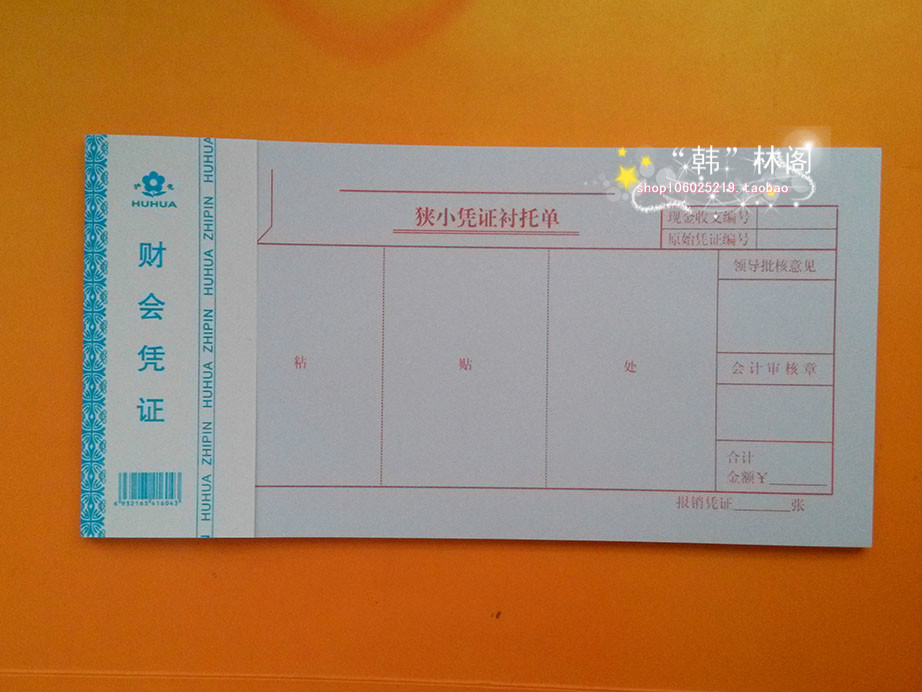 “韩”林阁
shop106025219.taobao
HUHUA
财会凭证
HUHUA ZHIPIN HUHUA ZHIPIN HUHUA ZHIPIN HUHUA
狭小凭证衬托单
现金收支编号
原始凭证编号
领导批核意见
粘 贴 处
会计审核章
合计
金额￥
报销凭证 张
6932165416043